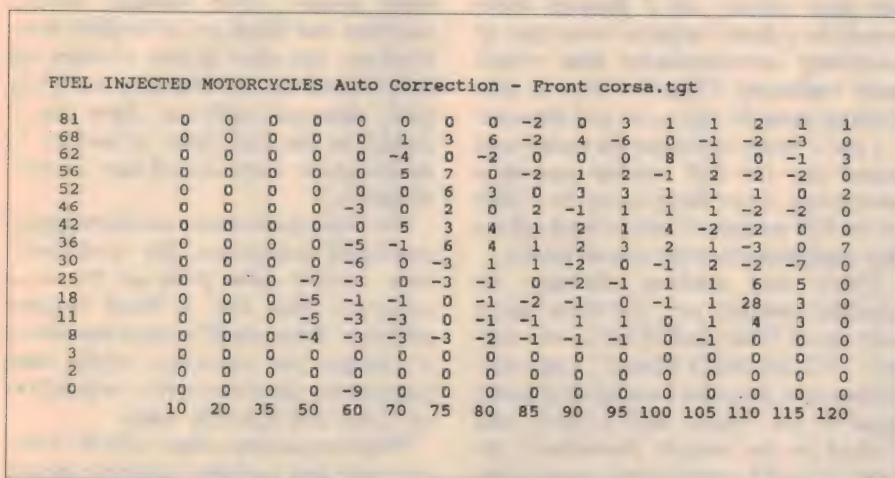 FUEL INJECTED MOTORCYCLES Auto Correction - Front corsa.tgt
81 0 0 0 0 0 0 0 0 -2 0 3 1 1 2 1 1
68 0 0 0 0 0 1 3 6 -2 4 -6 0 -1 -2 -3 0
62 0 0 0 0 0 -4 0 -2 0 0 0 8 1 0 -1 3
56 0 0 0 0 0 5 7 0 -2 1 2 -1 2 -2 -2 0
52 0 0 0 0 0 0 6 3 0 3 3 1 1 1 0 2
46 0 0 0 0 -3 0 2 0 2 -1 1 1 1 -2 -2 0
42 0 0 0 0 0 5 3 4 1 2 1 4 -2 -2 0 0
36 0 0 0 0 -5 -1 6 4 1 2 3 2 1 -3 0 7
30 0 0 0 0 -6 0 -3 1 1 -2 0 -1 2 -2 -7 0
25 0 0 0 -7 -3 0 -3 -1 0 -2 -1 1 1 6 5 0
18 0 0 0 -5 -1 -1 0 -1 -2 -1 0 -1 1 28 3 0
11 0 0 0 -5 -3 -3 0 -1 -1 1 1 0 1 4 3 0
8 0 0 0 -4 -3 -3 -3 -2 -1 -1 -1 0 -1 0 0 0
3 0 0 0 0 0 0 0 0 0 0 0 0 0 0 0 0
2 0 0 0 0 0 0 0 0 0 0 0 0 0 0 0 0
0 0 0 0 0 -9 0 0 0 0 0 0 0 0 0 0 0
10 20 35 50 60 70 75 80 85 90 95 100 105 110 115 120